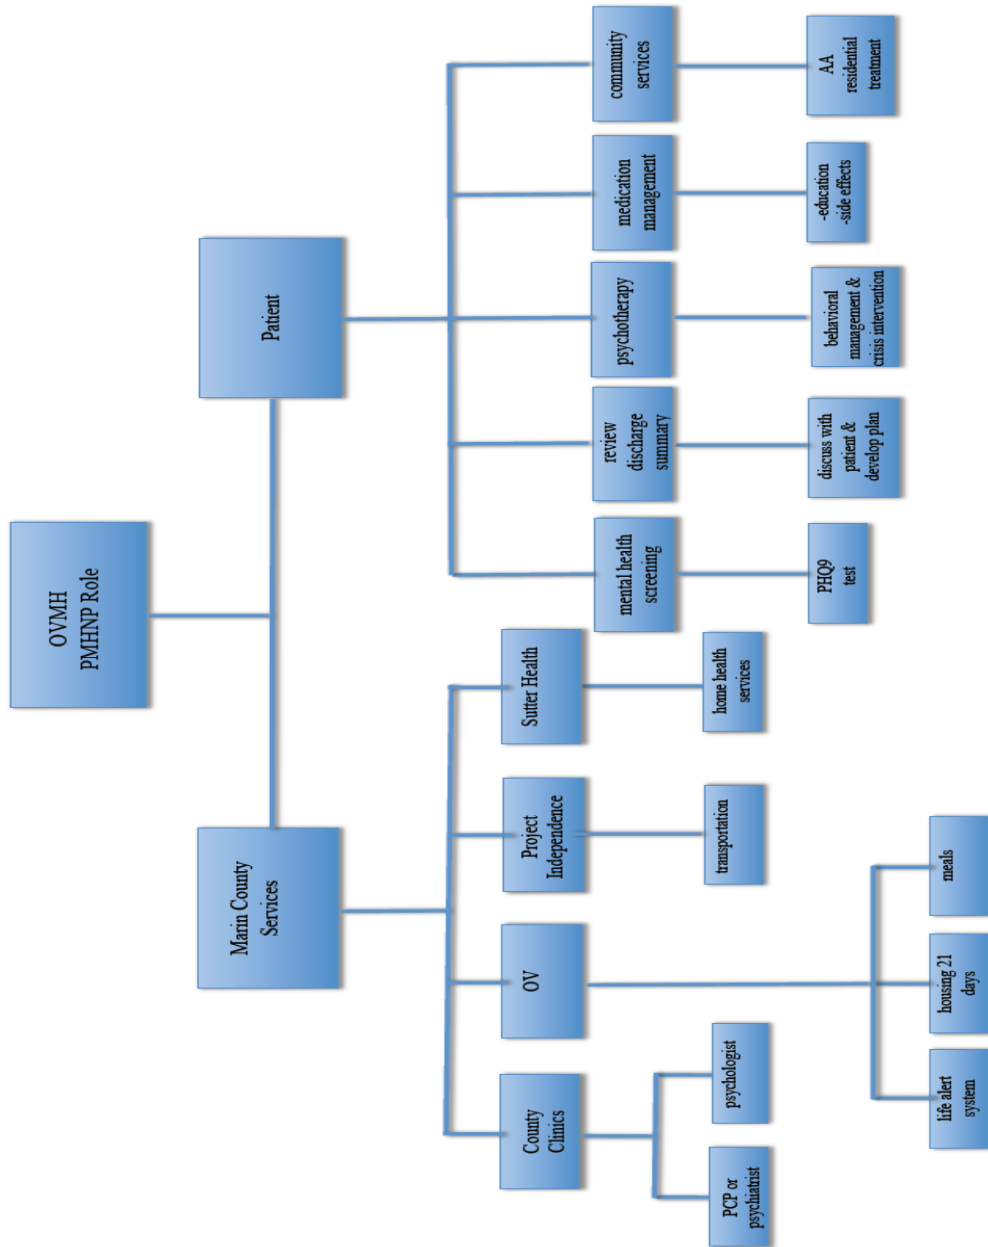 OVMH
PMHNP Role
Marin County
Services
Patient
County
Clinics
OV
Project
Independence
Sutter Health
mental health
screening
review
discharge
summary
psychotherapy
medication
management
community
services
PCP or
psychiatrist
psychologist
transportation
home health
services
PHQ9
test
discuss with
patient &
develop plan
behavioral
management &
crisis intervention
-education
-side effects
AA
residential
treatment
life alert
system
housing 21
days
meals